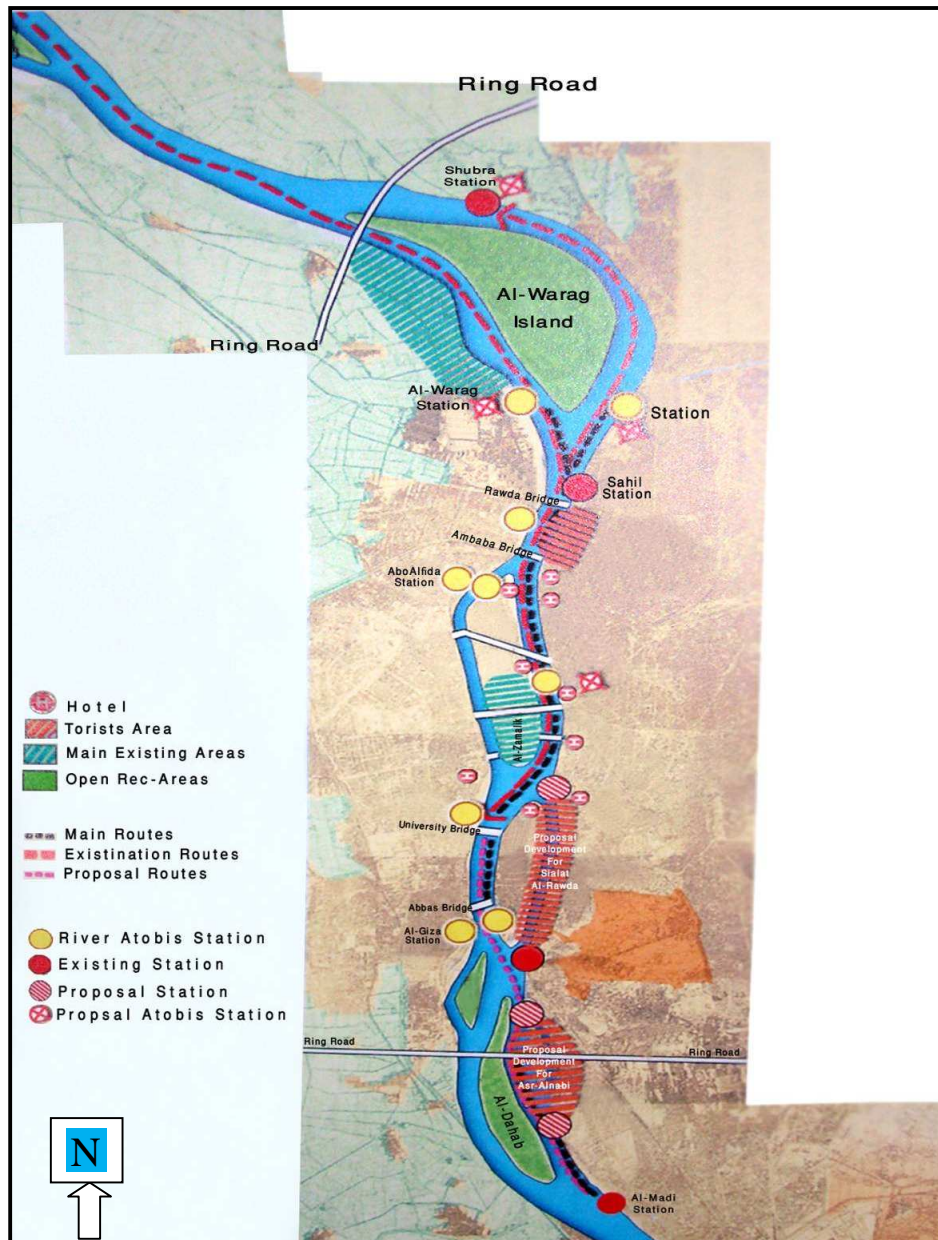 Ring Road
Shubra
Station
Al-Warag
Island
Ring Road
Al-Warag
Station
Station
Sahil
Station
Rawda Bridge
Ambaba Bridge
AboAlfida
Station
H
H
H
H
H
Al-Zamalik
H
H
H
H
University Bridge
Proposal
Development
For
Sialat
Al-Rawda
Abbas Bridge
Al-Giza
Station
Ring Road
Ring Road
Proposal
Development
For
Asr-Alnabi
Al-Dahab
Al-Madi
Station
H Hotel
Torists Area
Main Existing Areas
Open Rec-Areas
Main Routes
Existination Routes
Proposal Routes
River Atobis Station
Existing Station
Proposal Station
Propsal Atobis Station
N